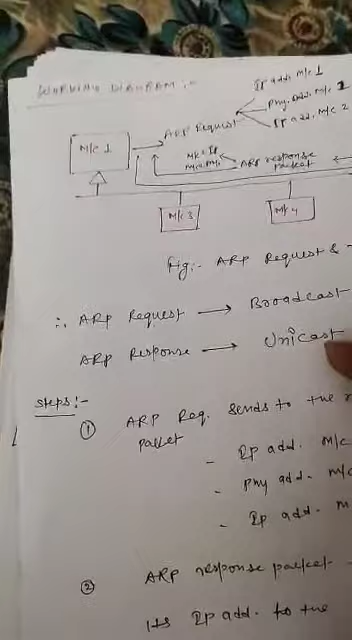 WORKING DIAGRAM :-
IP add. M/c 1
Phy. add. M/c 1
IP add. M/c 2
ARP Request
M/c 1
ARP response
packet
M/c 3
M/c 4
Fig:- ARP Request &
∴ ARP Request → Broadcast
ARP Response → Unicast
Steps:-
① ARP Req. sends to the
packet
- IP add. M/c
- Phy add. M/c
- IP add. M
② ARP response packet
its IP add. to the